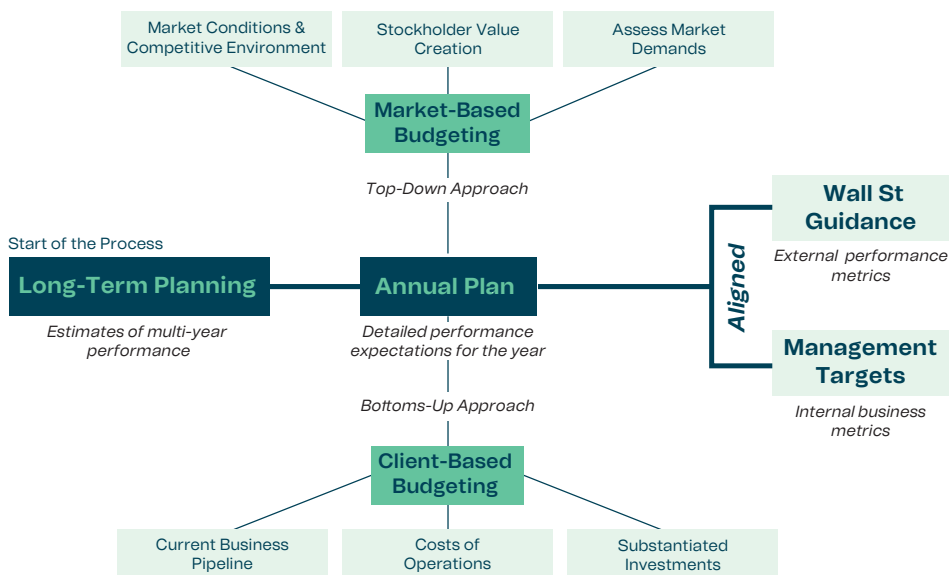 Market Conditions &
Competitive Environment
Stockholder Value
Creation
Assess Market
Demands
Market-Based
Budgeting
Top-Down Approach
Start of the Process
Long-Term Planning
Estimates of multi-year
performance
Annual Plan
Detailed performance
expectations for the year
Aligned
Wall St
Guidance
External performance
metrics
Management
Targets
Internal business
metrics
Bottoms-Up Approach
Client-Based
Budgeting
Current Business
Pipeline
Costs of
Operations
Substantiated
Investments